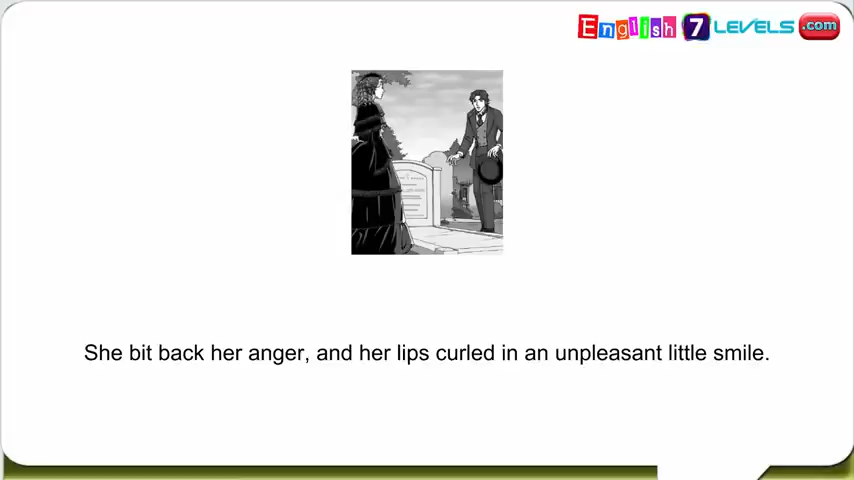 English 7 LEVELS .com
She bit back her anger, and her lips curled in an unpleasant little smile.